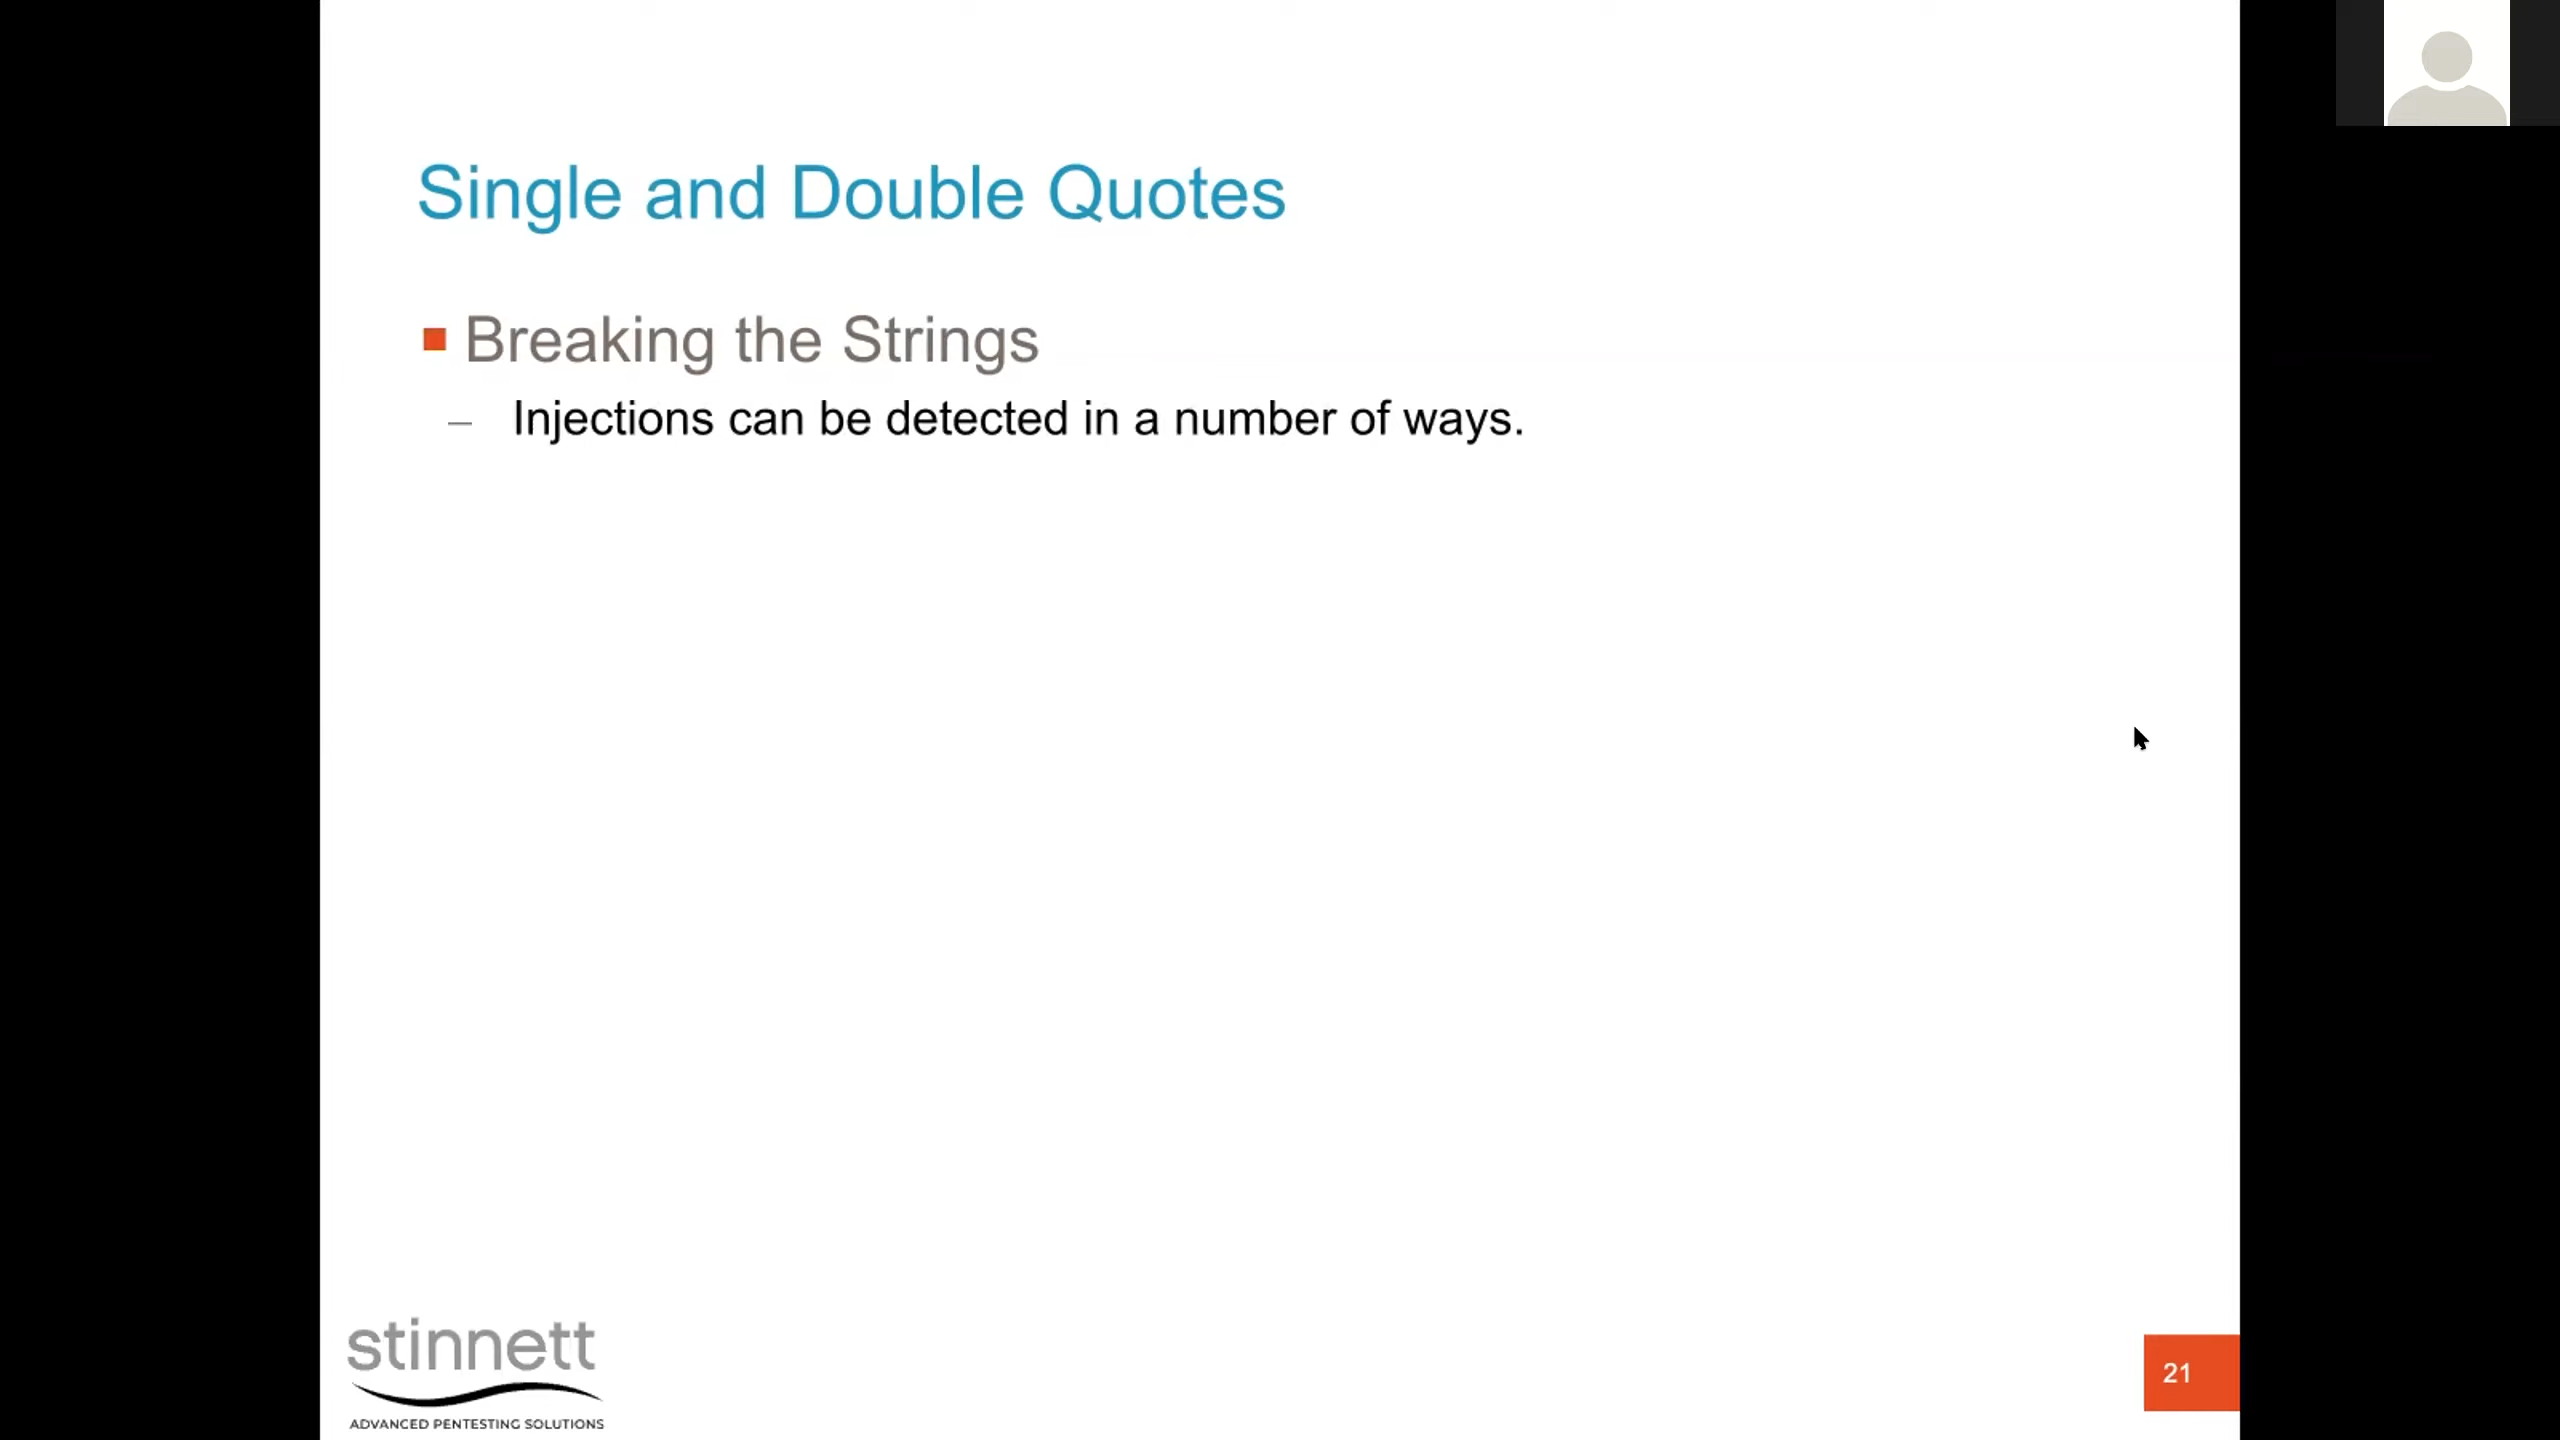 Single and Double Quotes
Breaking the Strings
– Injections can be detected in a number of ways.
stinnett
ADVANCED PENTESTING SOLUTIONS
21